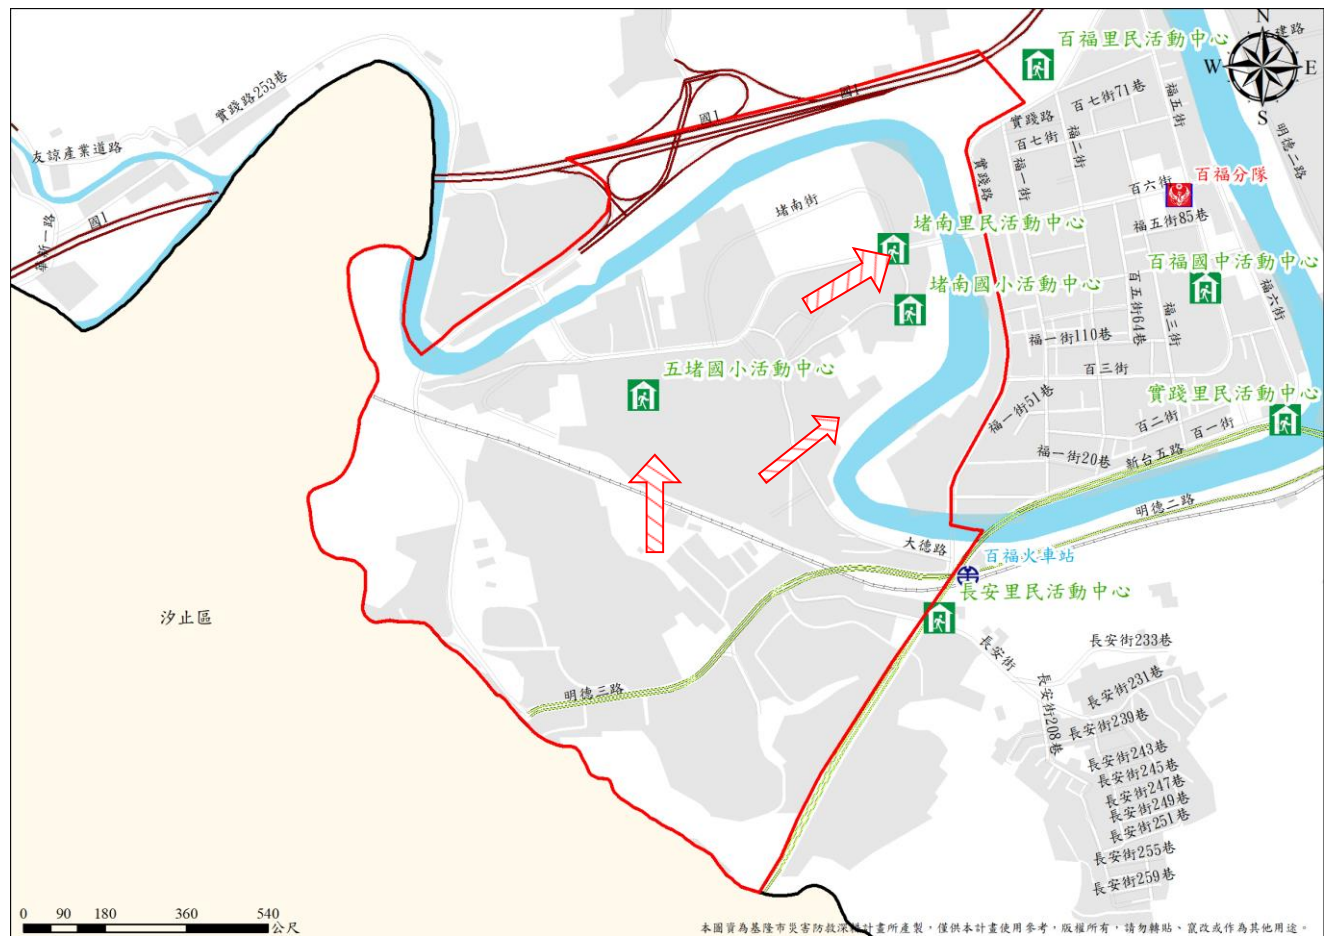 N
W
E
S
百福里民活動中心
建路
實踐路253巷
國1
國1
百七街71巷
福五街
實踐路
百七街
福二街
明德二路
友諒產業道路
福一街
實踐路
百六街
百福分隊
堵南街
國1
福五街85巷
堵南里民活動中心
百福國中活動中心
堵南國小活動中心
百五街64巷
福三街
福六街
福一街110巷
五堵國小活動中心
百三街
實踐里民活動中心
福一街51巷
百二街
百一街
福一街20巷
新台五路
明德二路
大德路
百福火車站
長安里民活動中心
汐止區
長安街
長安街233巷
長安街208巷
長安街231巷
明德三路
長安街239巷
長安街243巷
長安街245巷
長安街247巷
長安街249巷
長安街251巷
長安街255巷
長安街259巷
0 90 180 360 540
公尺
本圖資為基隆市災害防救深耕計畫所產製，僅供本計畫使用參考，版權所有，請勿轉貼、竄改或作為其他用途。